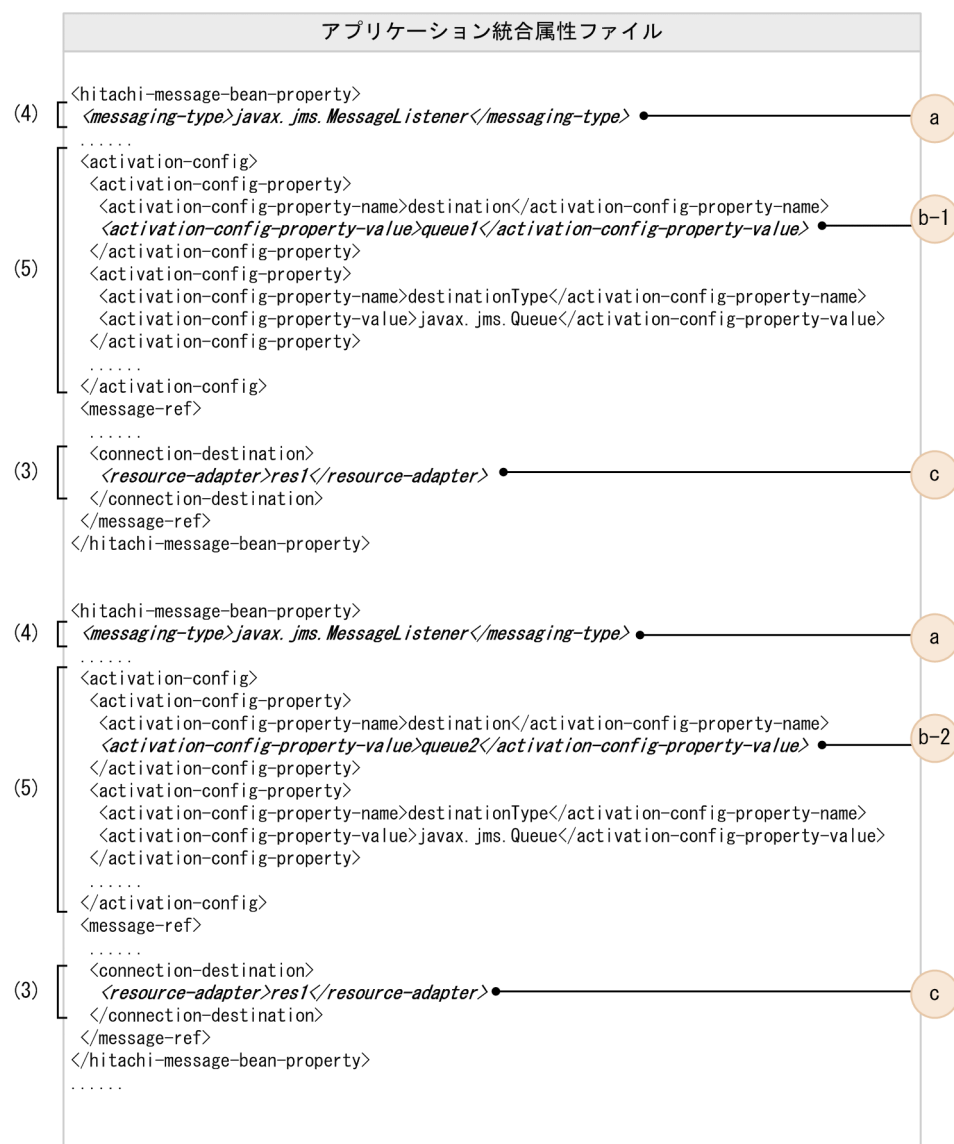 アプリケーション統合属性ファイル
<hitachi-message-bean-property>
(4) <messaging-type>javax.jms.MessageListener</messaging-type> a
......
<activation-config>
<activation-config-property>
<activation-config-property-name>destination</activation-config-property-name>
<activation-config-property-value>queue1</activation-config-property-value> b-1
</activation-config-property>
(5) <activation-config-property>
<activation-config-property-name>destinationType</activation-config-property-name>
<activation-config-property-value>javax.jms.Queue</activation-config-property-value>
</activation-config-property>
......
</activation-config>
<message-ref>
......
<connection-destination>
(3) <resource-adapter>res1</resource-adapter> c
</connection-destination>
</message-ref>
</hitachi-message-bean-property>
<hitachi-message-bean-property>
(4) <messaging-type>javax.jms.MessageListener</messaging-type> a
......
<activation-config>
<activation-config-property>
<activation-config-property-name>destination</activation-config-property-name>
<activation-config-property-value>queue2</activation-config-property-value> b-2
</activation-config-property>
(5) <activation-config-property>
<activation-config-property-name>destinationType</activation-config-property-name>
<activation-config-property-value>javax.jms.Queue</activation-config-property-value>
</activation-config-property>
......
</activation-config>
<message-ref>
......
<connection-destination>
(3) <resource-adapter>res1</resource-adapter> c
</connection-destination>
</message-ref>
</hitachi-message-bean-property>
......